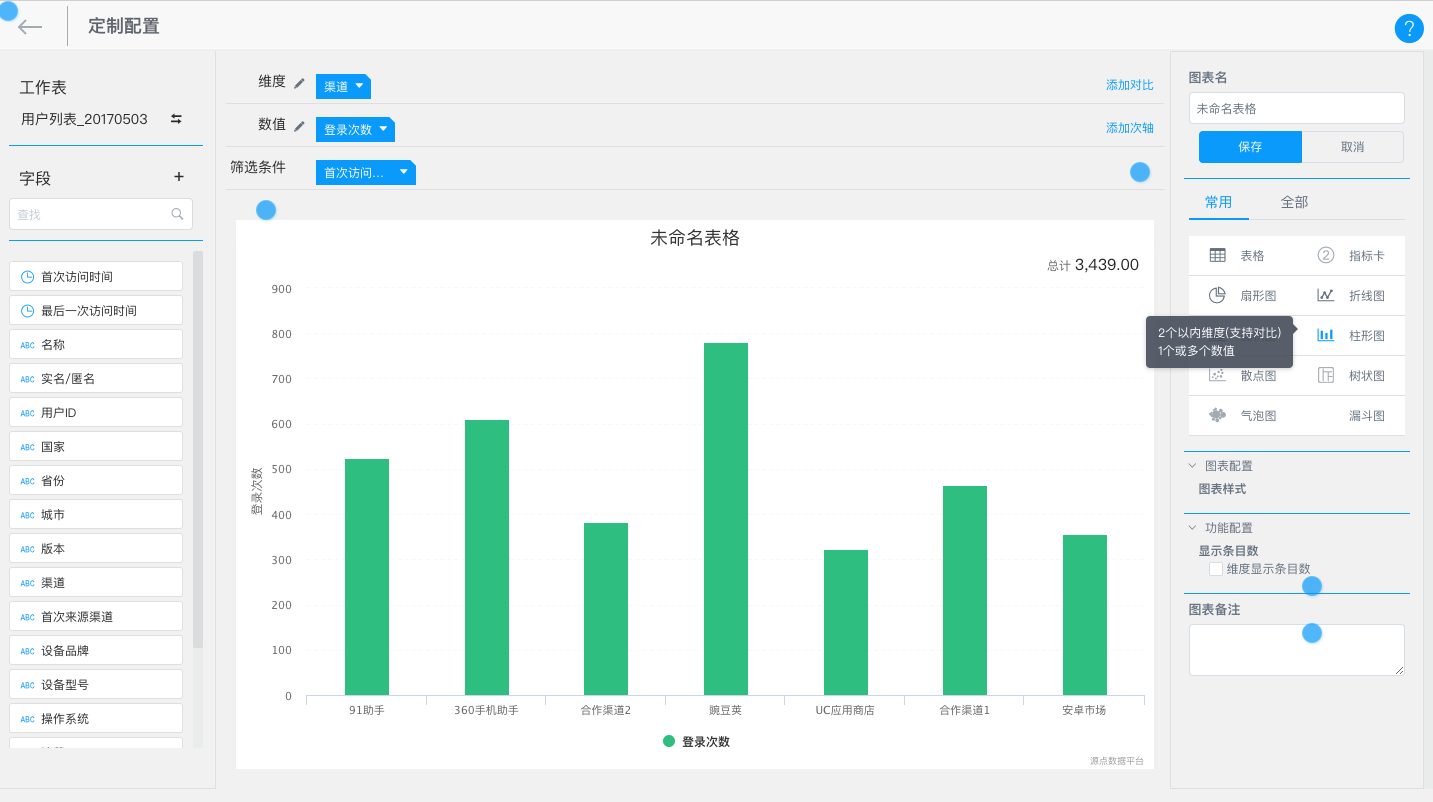 定制配置
?
工作表
用户列表_20170503
字段
+
查找
首次访问时间
最后一次访问时间
ABC 名称
ABC 实名/匿名
ABC 用户ID
ABC 国家
ABC 省份
ABC 城市
ABC 版本
ABC 渠道
ABC 首次来源渠道
ABC 设备品牌
ABC 设备型号
ABC 操作系统
维度
渠道
添加对比
数值
登录次数
添加次轴
筛选条件
首次访问...
未命名表格
总计 3,439.00
登录次数
900
800
700
600
500
400
300
200
100
0
91助手
360手机助手
合作渠道2
豌豆荚
UC应用商店
合作渠道1
安卓市场
登录次数
源点数据平台
图表名
未命名表格
保存
取消
常用
全部
表格
2 指标卡
扇形图
折线图
2个以内维度(支持对比)
1个或多个数值
柱形图
散点图
树状图
气泡图
漏斗图
图表配置
图表样式
功能配置
显示条目数
维度显示条目数
图表备注